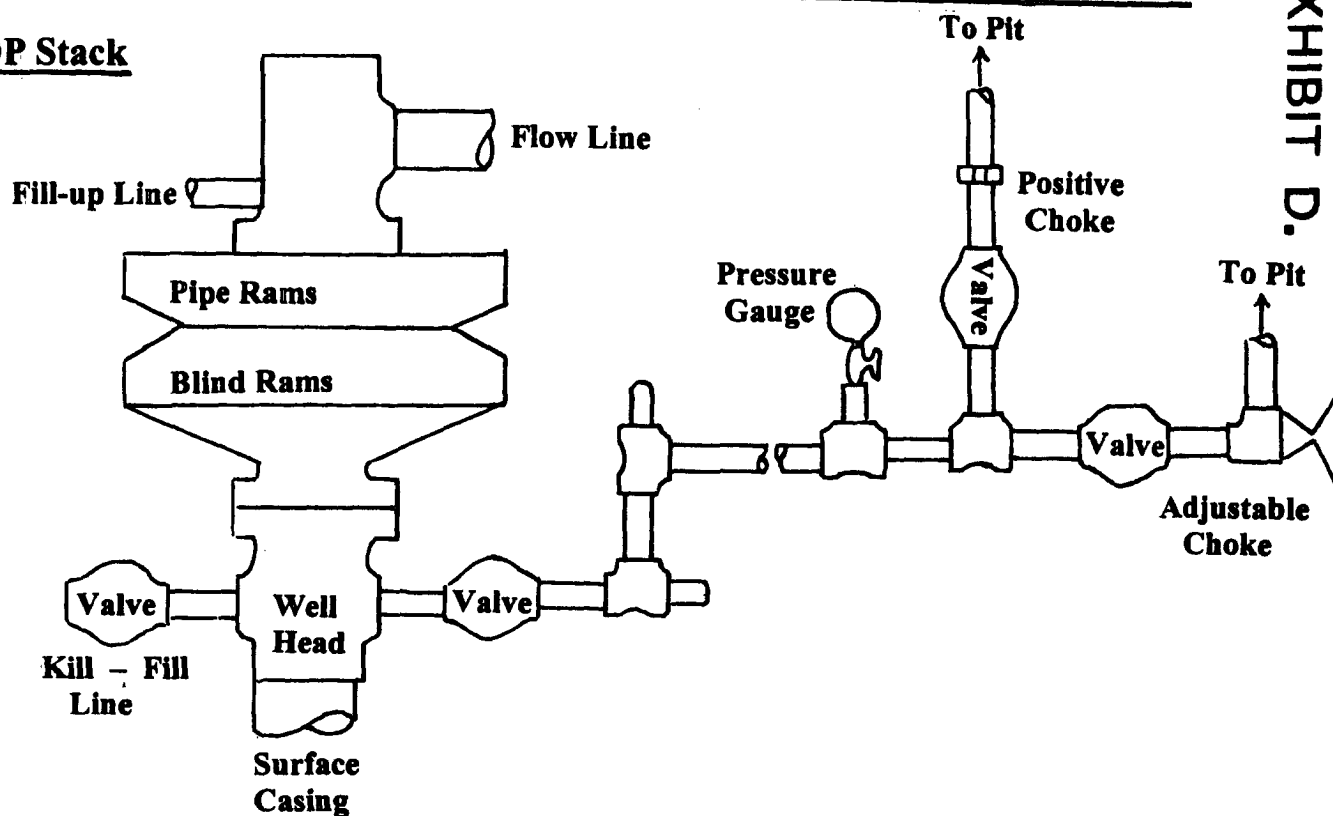 To Pit
P Stack
XHIBIT D.
Flow Line
Fill-up Line
Positive
Choke
Pipe Rams
Pressure
Gauge
Valve
To Pit
Blind Rams
Valve
Adjustable
Choke
Valve
Well
Head
Valve
Kill – Fill
Line
Surface
Casing